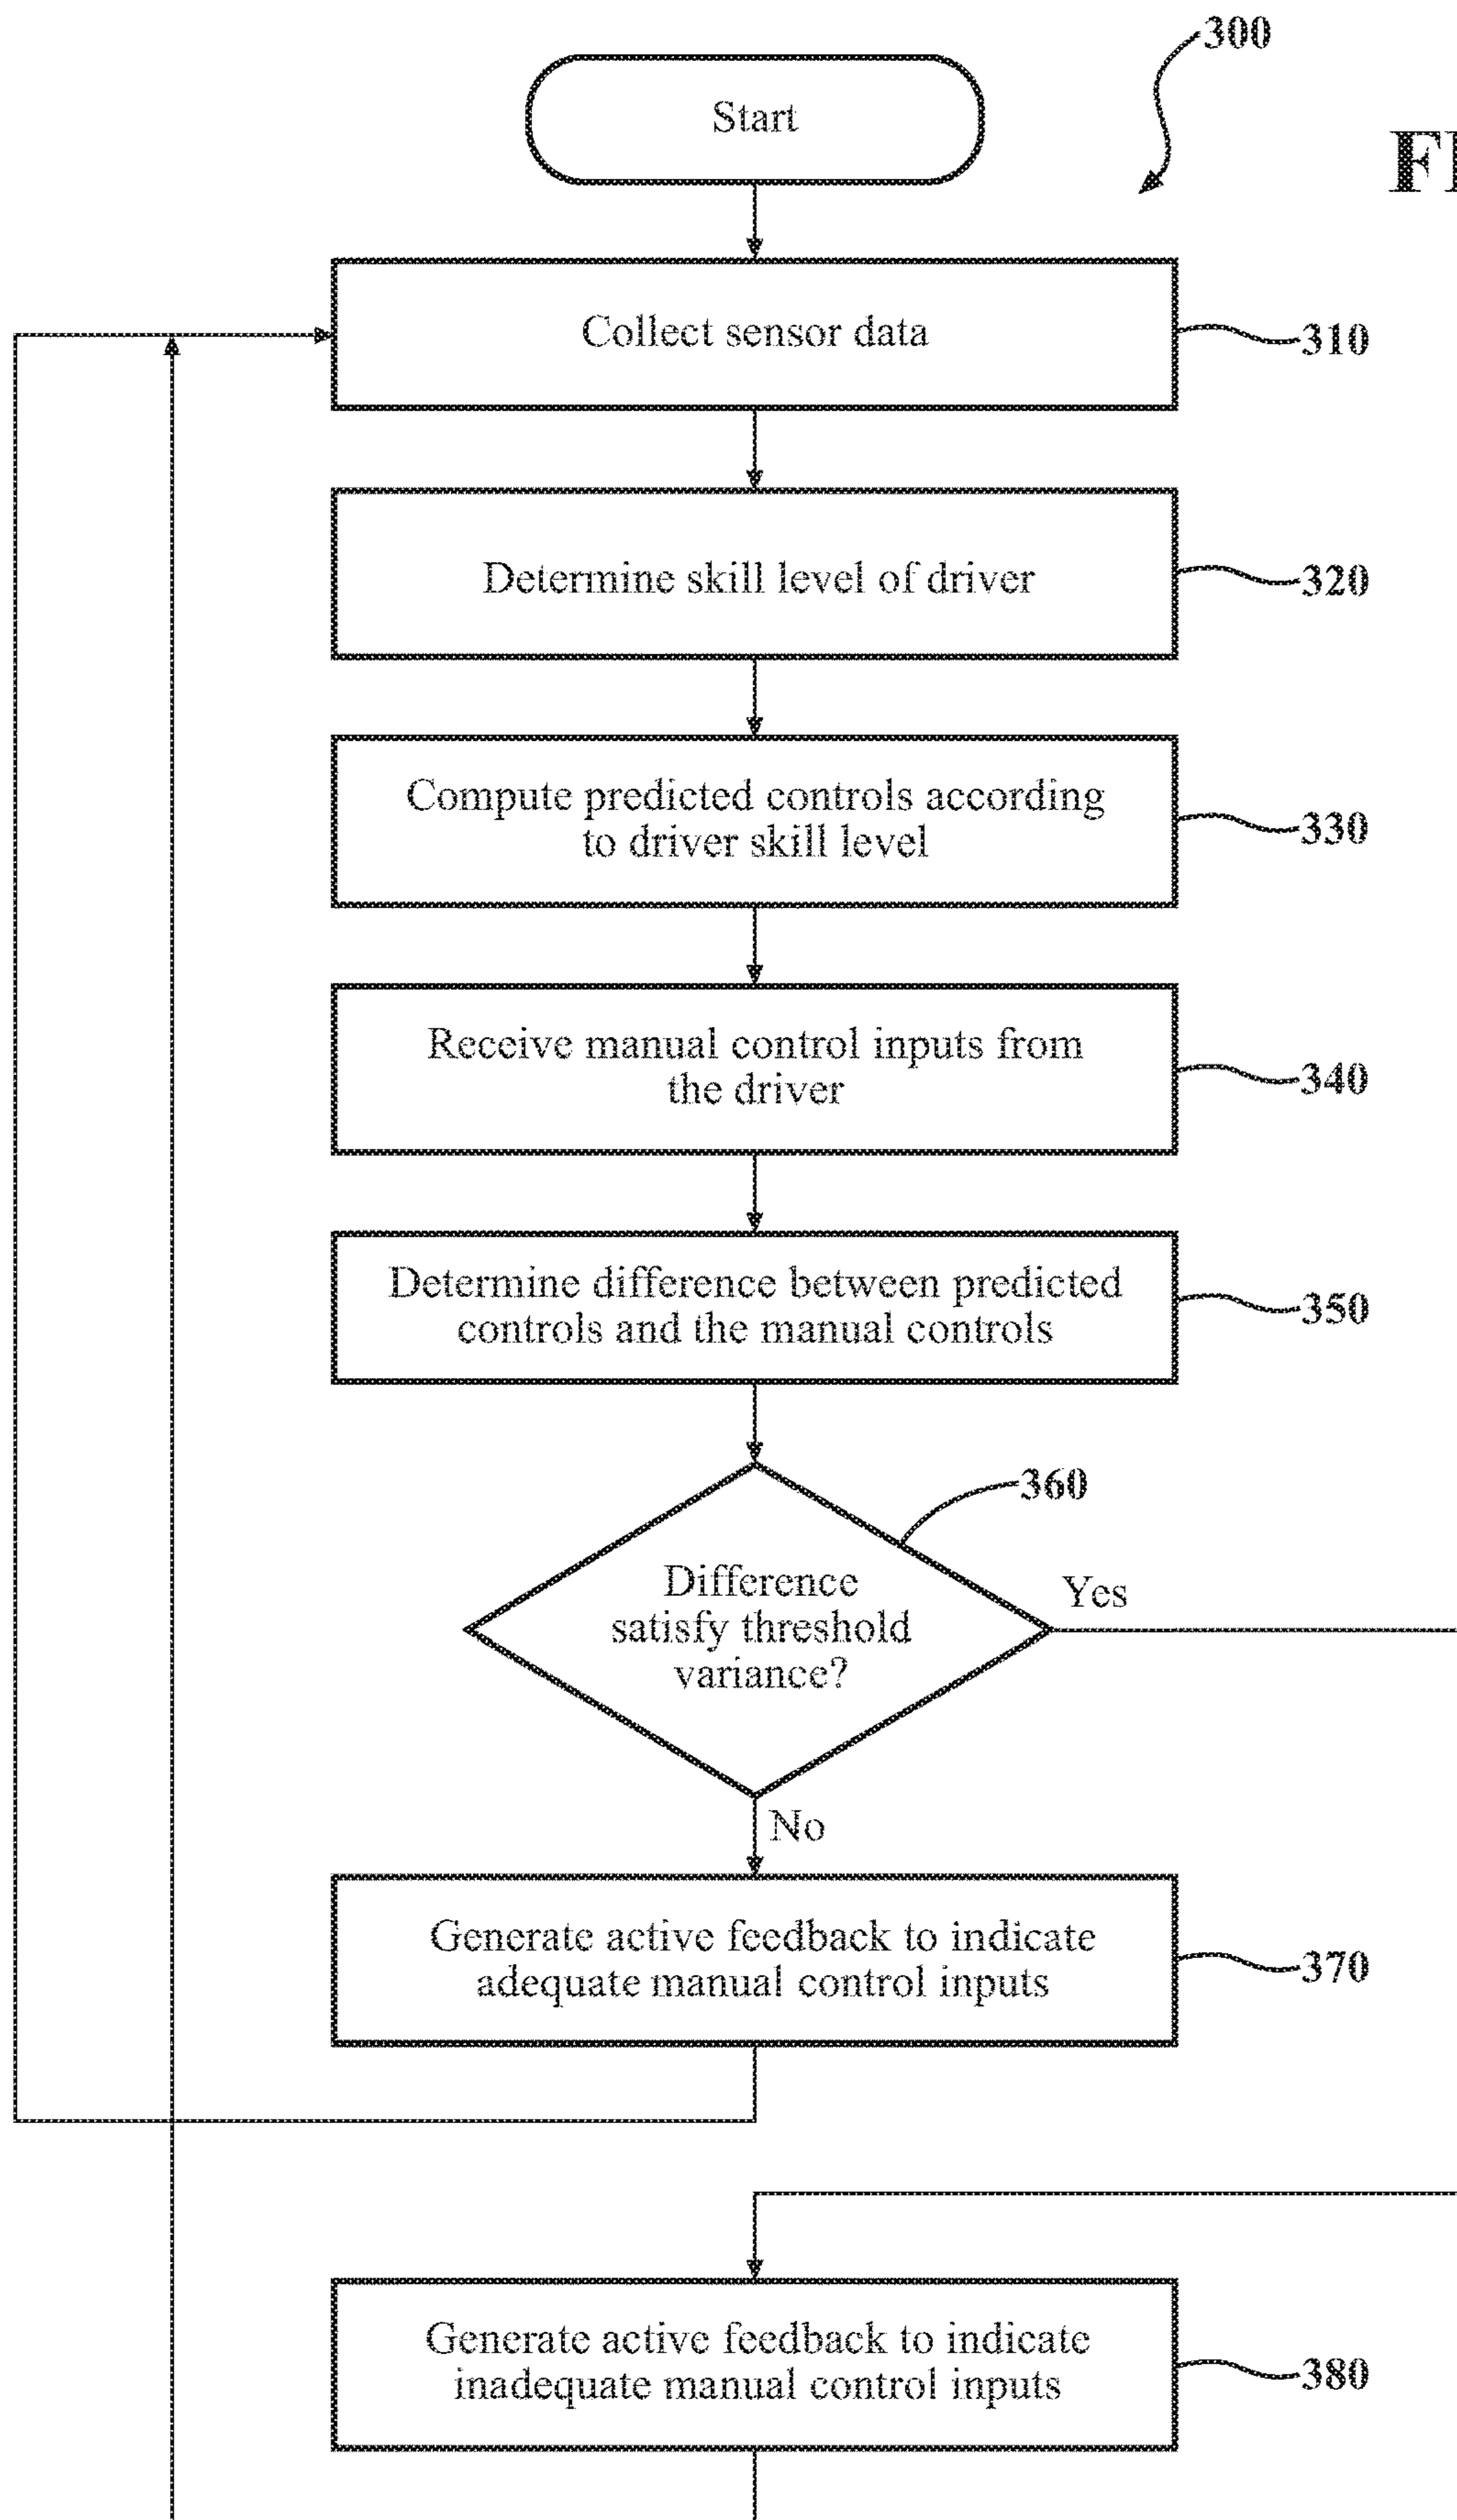 300
Start
Collect sensor data
310
Determine skill level of driver
320
Compute predicted controls according
to driver skill level
330
Receive manual control inputs from
the driver
340
Determine difference between predicted
controls and the manual controls
350
360
Difference
satisfy threshold
variance?
Yes
No
Generate active feedback to indicate
adequate manual control inputs
370
Generate active feedback to indicate
inadequate manual control inputs
380